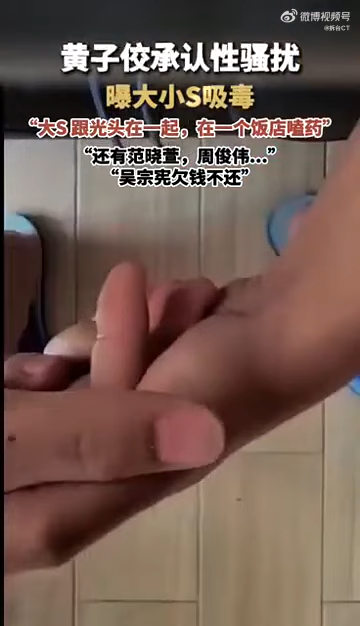 微博视频号
@拆台CT
黄子佼承认性骚扰
曝大小S吸毒
“大S 跟光头在一起，在一个饭店嗑药”
“还有范晓萱，周俊伟...”
“吴宗宪欠钱不还”